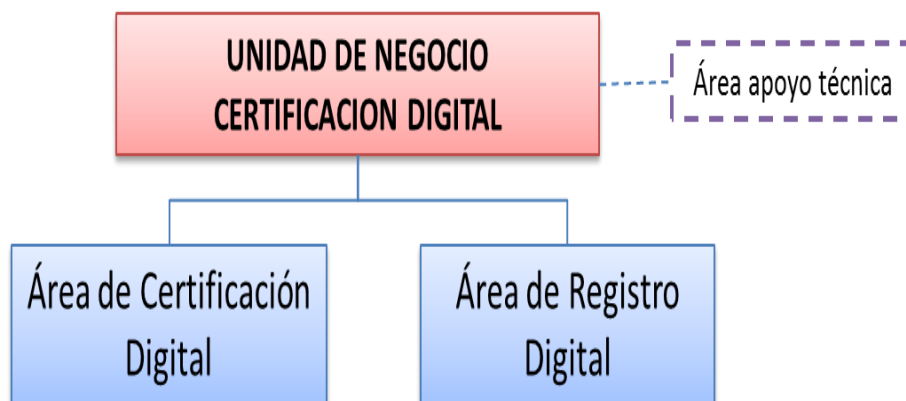 UNIDAD DE NEGOCIO
CERTIFICACION DIGITAL
Área apoyo técnica
Área de Certificación
Digital
Área de Registro
Digital